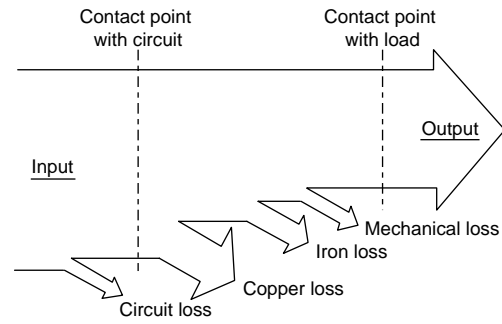 Contact point
with circuit
Contact point
with load
Output
Input
Mechanical loss
Iron loss
Copper loss
Circuit loss